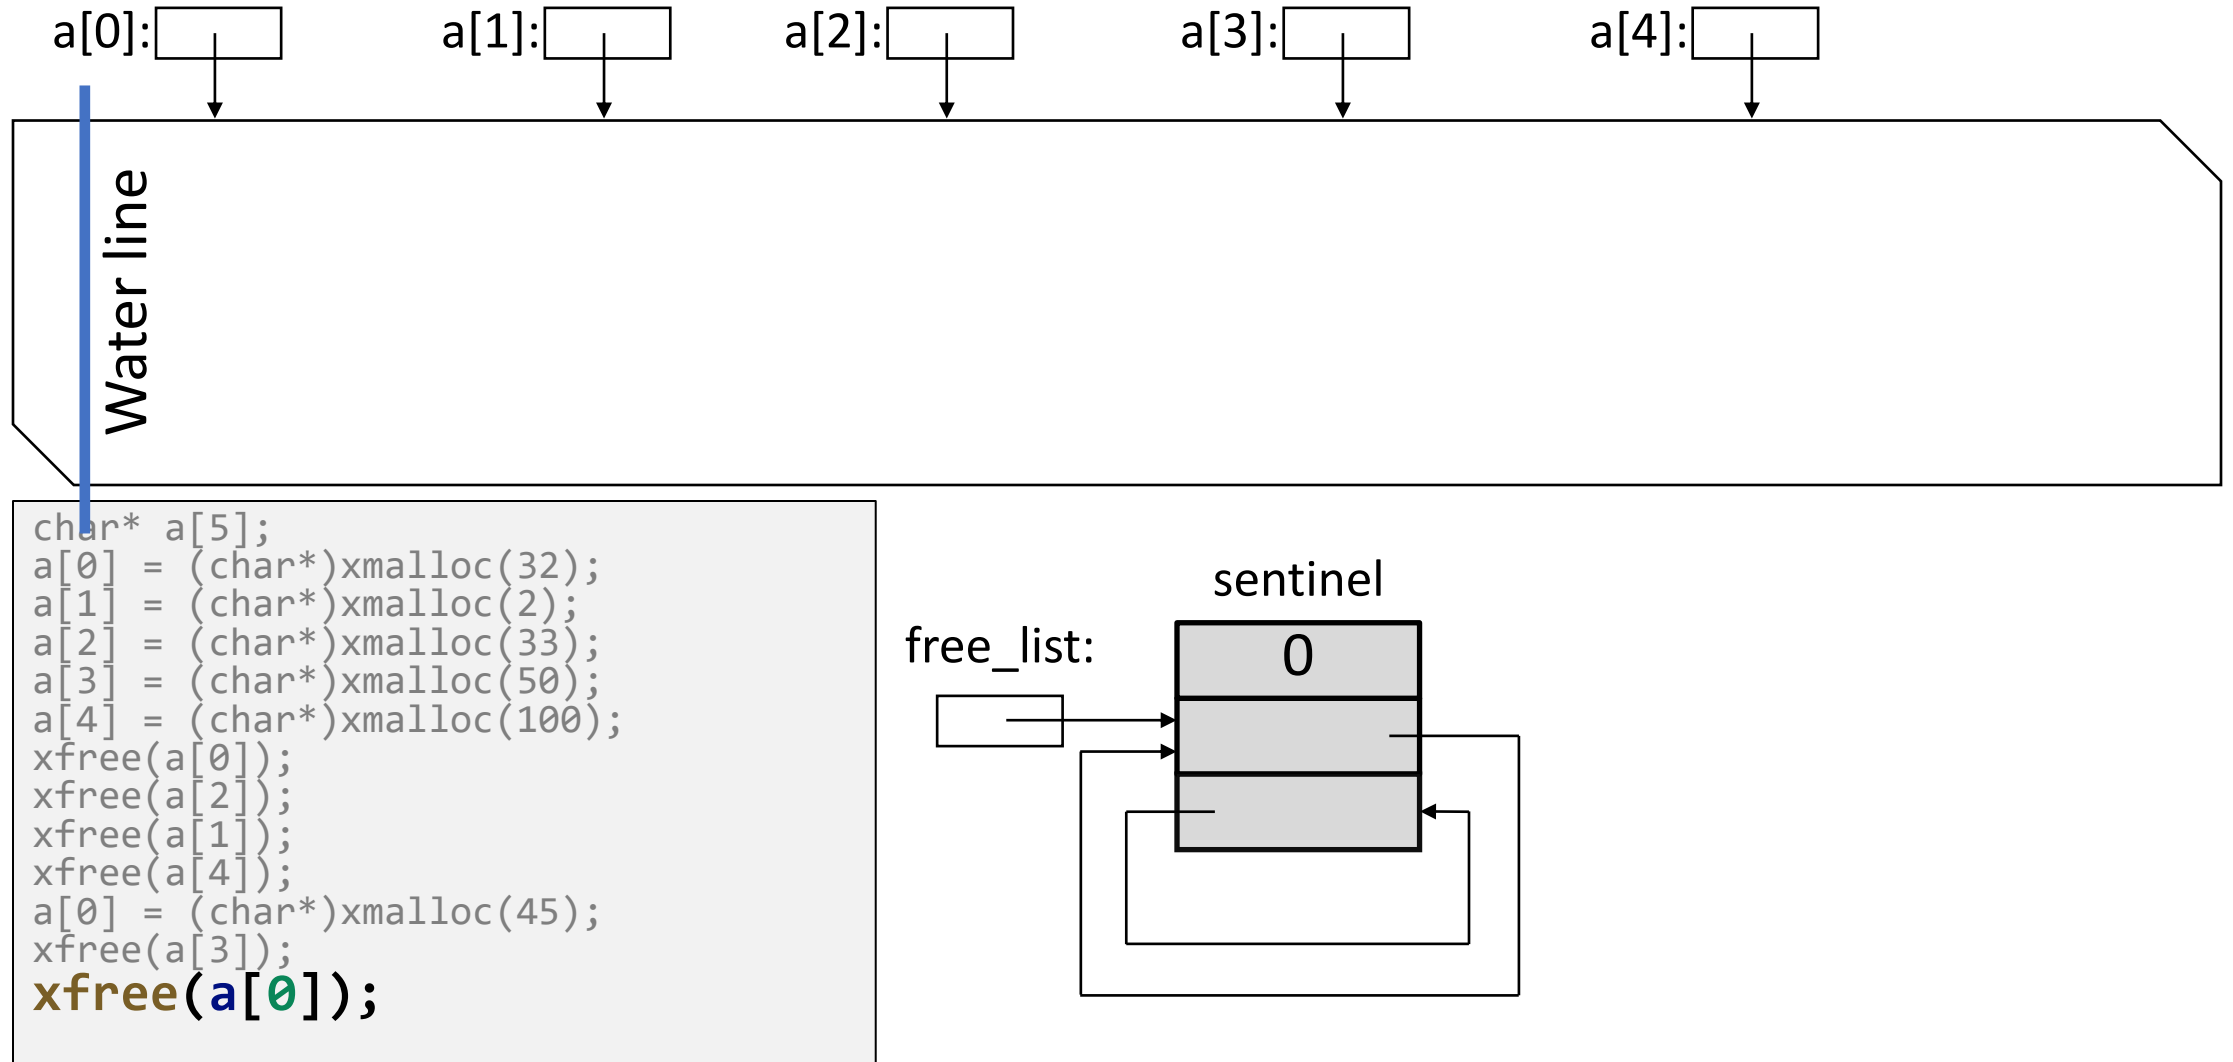 a[0]: a[1]: a[2]: a[3]: a[4]:
Water line
char* a[5];
a[0] = (char*)xmalloc(32);
a[1] = (char*)xmalloc(2);
a[2] = (char*)xmalloc(33);
a[3] = (char*)xmalloc(50);
a[4] = (char*)xmalloc(100);
xfree(a[0]);
xfree(a[2]);
xfree(a[1]);
xfree(a[4]);
a[0] = (char*)xmalloc(45);
xfree(a[3]);
xfree(a[0]);
sentinel
free_list:
0